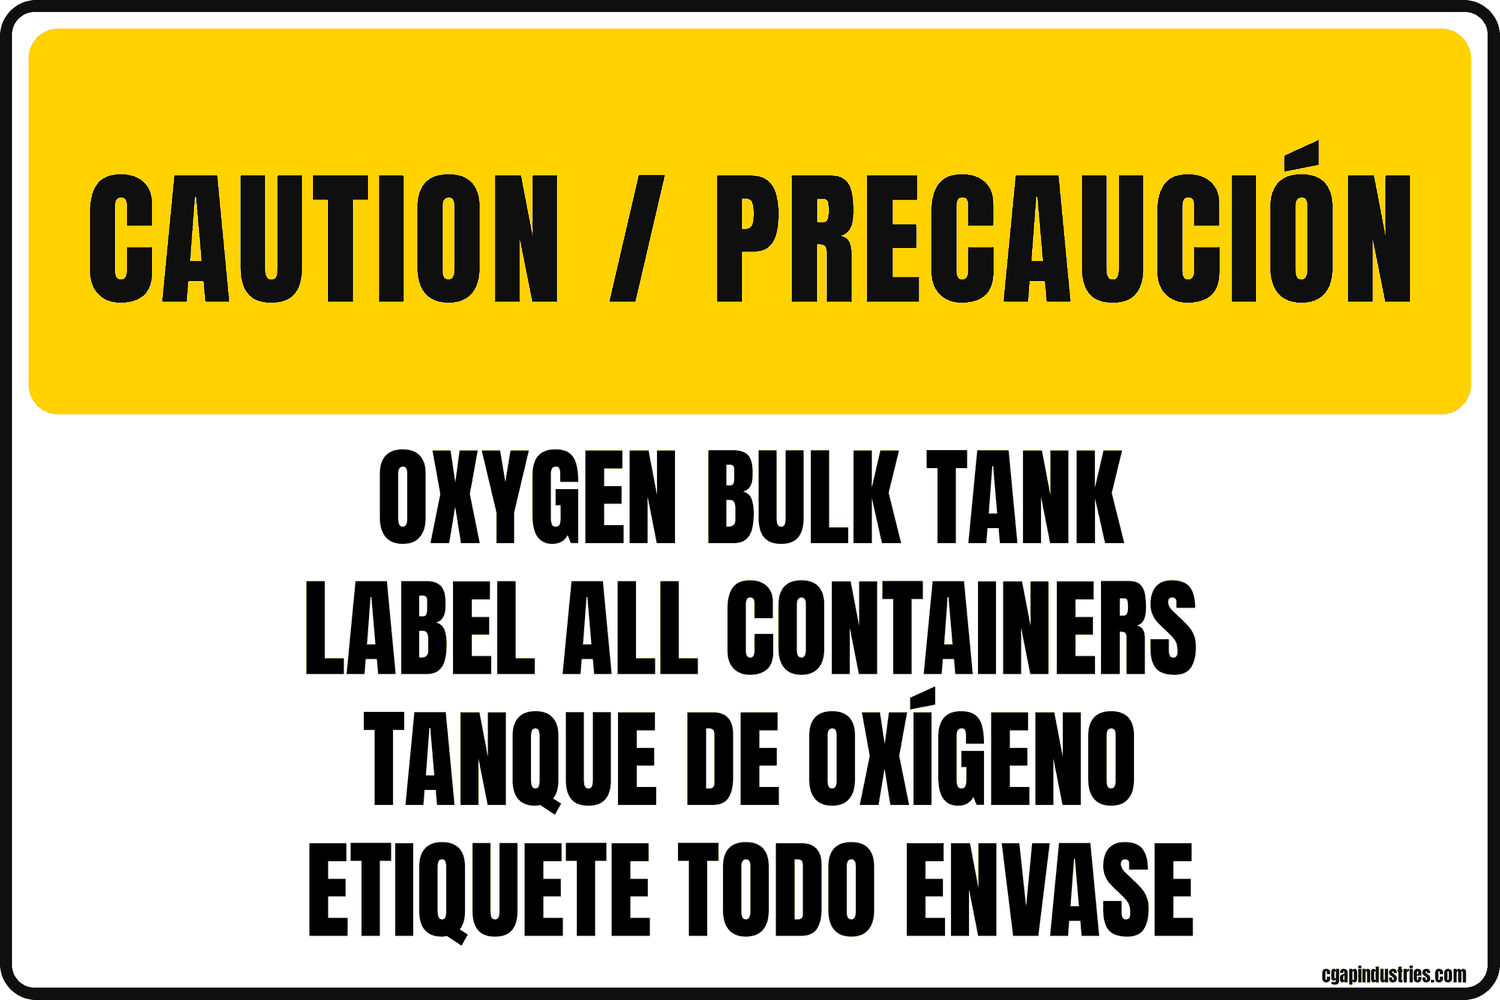 CAUTION / PRECAUCIÓN
OXYGEN BULK TANK
LABEL ALL CONTAINERS
TANQUE DE OXÍGENO
ETIQUETE TODO ENVASE
cgapindustries.com